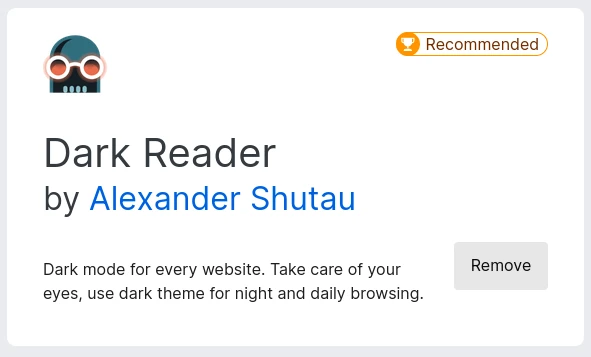 Recommended
Dark Reader
by Alexander Shutau
Dark mode for every website. Take care of your
eyes, use dark theme for night and daily browsing.
Remove